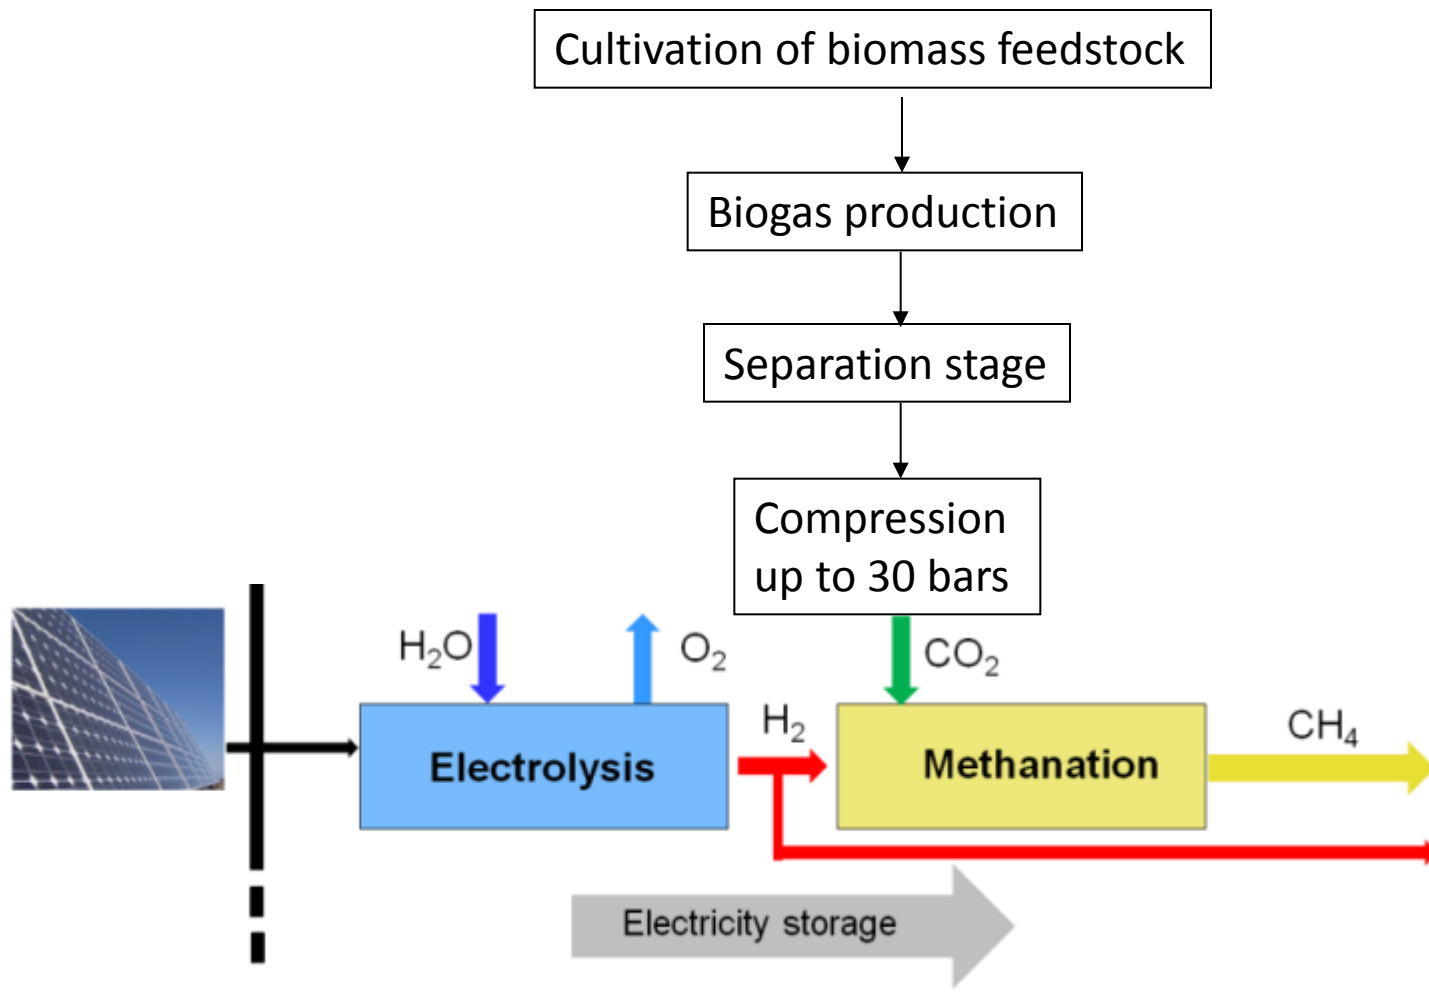 Cultivation of biomass feedstock
Biogas production
Separation stage
Compression
up to 30 bars
H₂O
O₂
CO₂
H₂
CH₄
Electrolysis
Methanation
Electricity storage